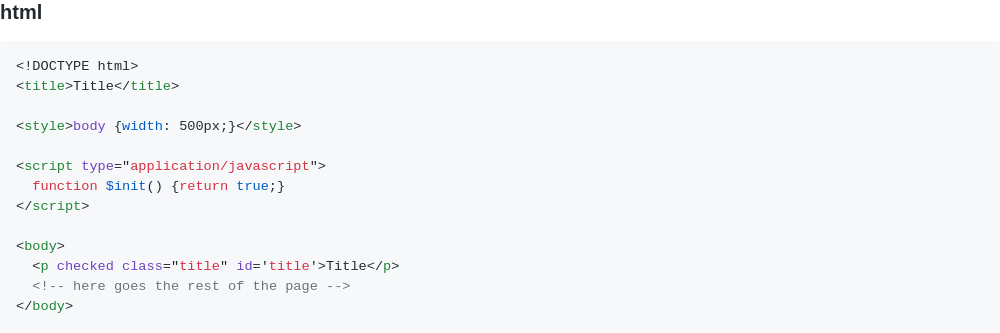 html
<!DOCTYPE html>
<title>Title</title>
<style>body {width: 500px;}</style>
<script type="application/javascript">
  function $init() {return true;}
</script>
<body>
  <p checked class="title" id='title'>Title</p>
  <!-- here goes the rest of the page -->
</body>